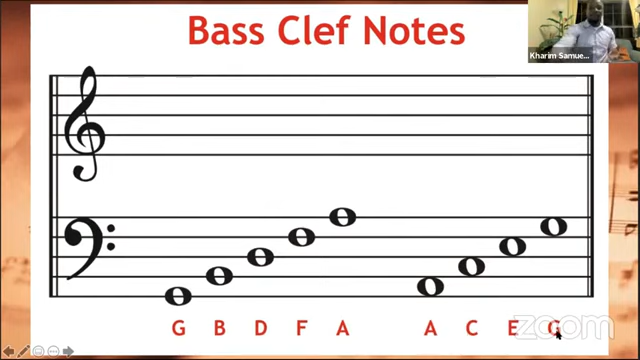 Bass Clef Notes
Kharim Samue...
G B D F A A C E G
zoom